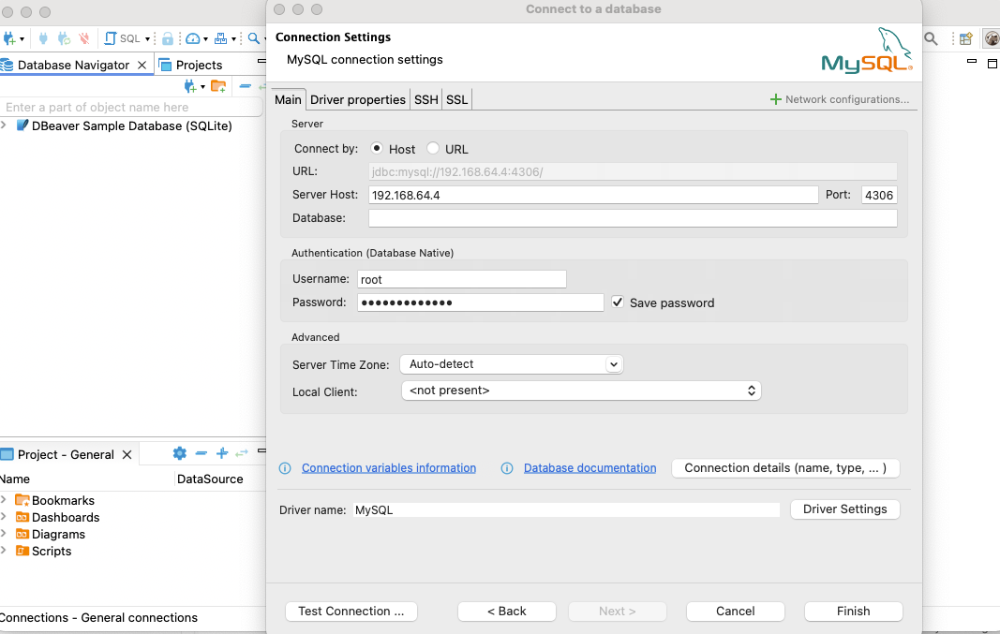 Connect to a database
SQL
Database Navigator
Projects
Enter a part of object name here
DBeaver Sample Database (SQLite)
Project - General
Name
DataSource
Bookmarks
Dashboards
Diagrams
Scripts
Connections - General connections
Connection Settings
MySQL connection settings
MySQL
Main
Driver properties
SSH
SSL
Network configurations...
Server
Connect by:
Host
URL
URL:
jdbc:mysql://192.168.64.4:4306/
Server Host:
192.168.64.4
Port:
4306
Database:
Authentication (Database Native)
Username:
root
Password:
●●●●●●●●●●●●●
Save password
Advanced
Server Time Zone:
Auto-detect
Local Client:
<not present>
Connection variables information
Database documentation
Connection details (name, type, ... )
Driver name:
MySQL
Driver Settings
Test Connection ...
< Back
Next >
Cancel
Finish